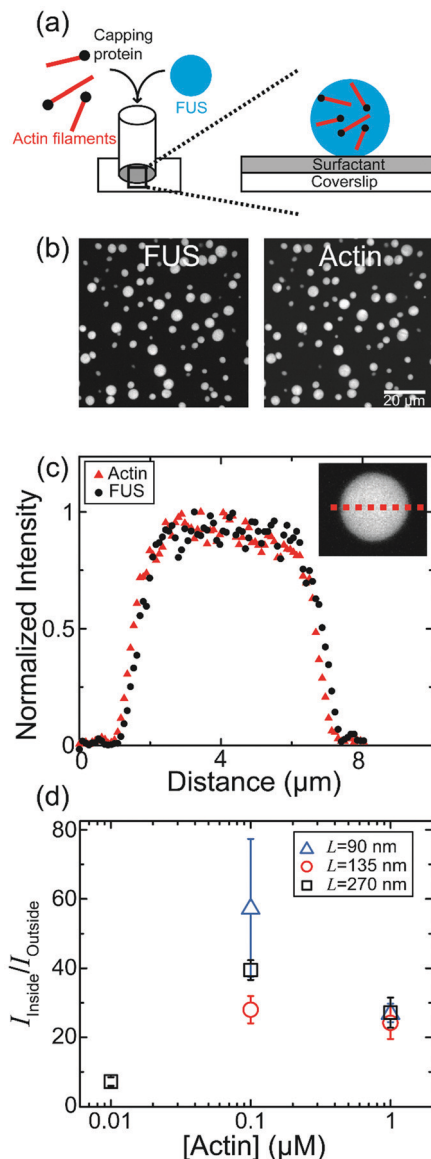 (a)
Capping
protein
FUS
Actin filaments
Surfactant
Coverslip
(b)
FUS
Actin
20 µm
(c)
Actin
FUS
Normalized Intensity
1
0.5
0
0
4
8
Distance (µm)
(d)
L=90 nm
L=135 nm
L=270 nm
I Inside/I Outside
80
60
40
20
0
0.01
0.1
1
[Actin] (µM)